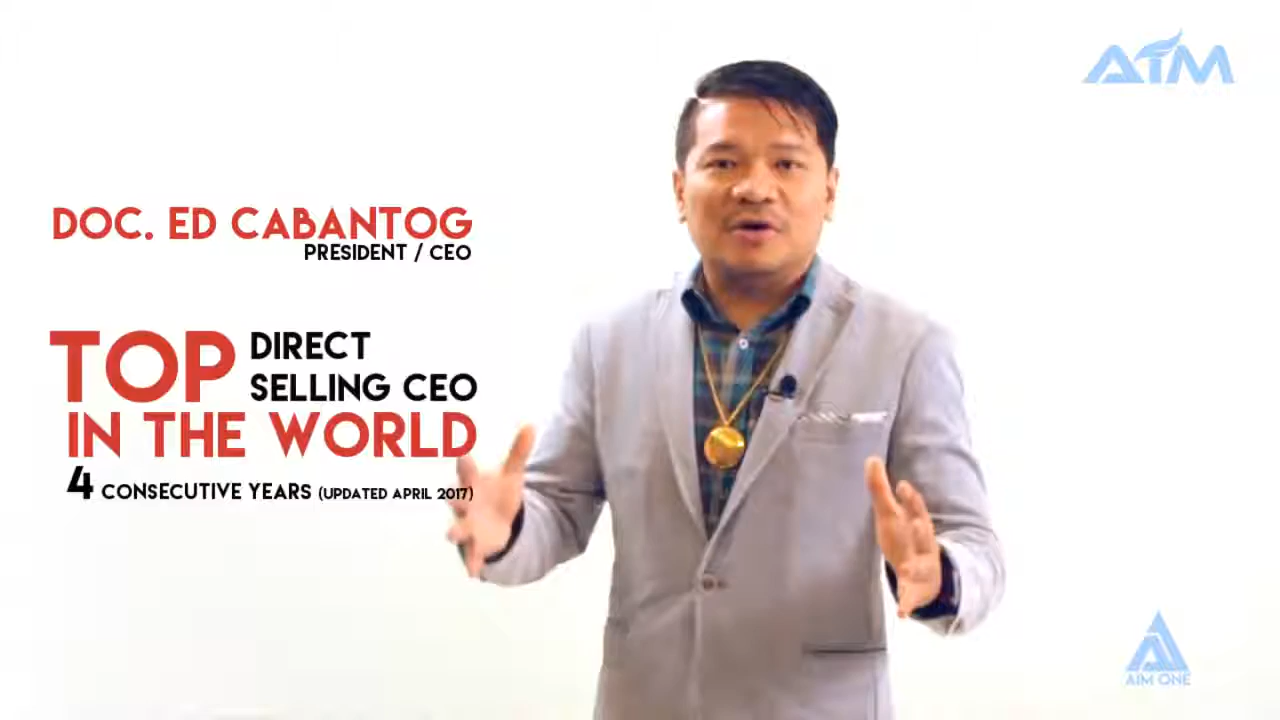 AIM
DOC. ED CABANTOG
PRESIDENT / CEO
TOP DIRECT
SELLING CEO
IN THE WORLD
4 CONSECUTIVE YEARS (UPDATED APRIL 2017)
AIM ONE